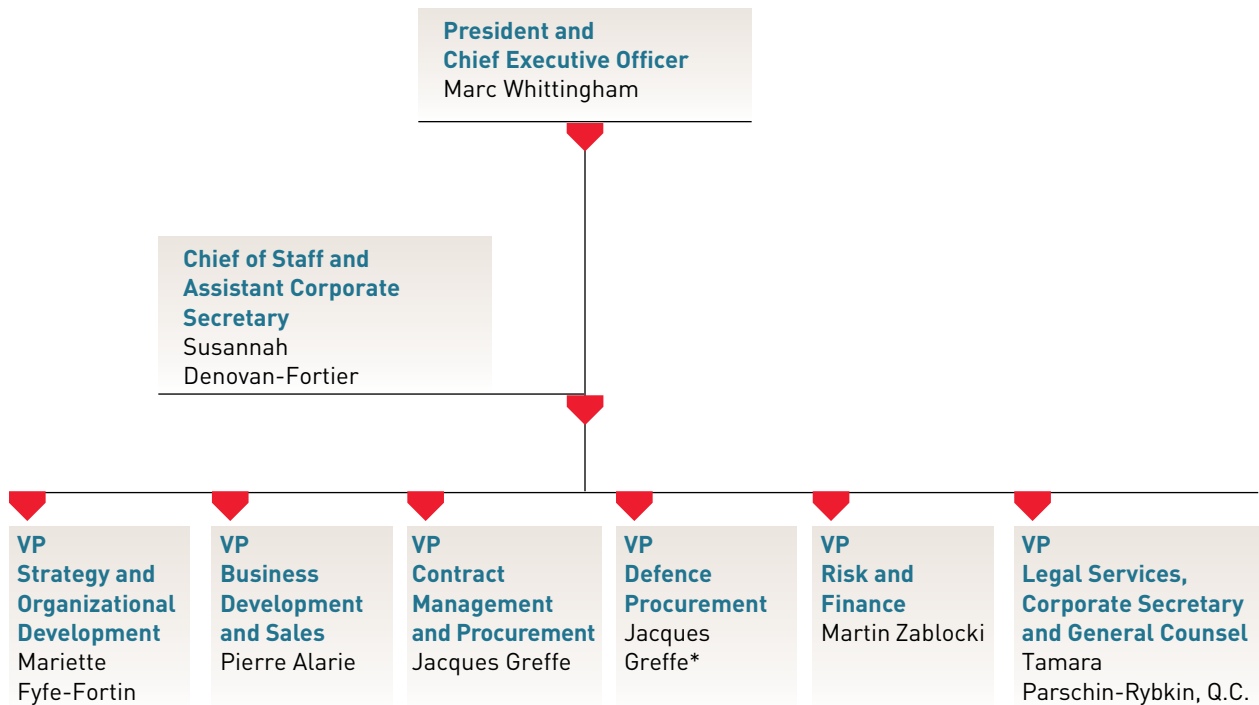 President and
Chief Executive Officer
Marc Whittingham
Chief of Staff and
Assistant Corporate
Secretary
Susannah
Denovan-Fortier
VP
Strategy and
Organizational
Development
Mariette
Fyfe-Fortin
VP
Business
Development
and Sales
Pierre Alarie
VP
Contract
Management
and Procurement
Jacques Greffe
VP
Defence
Procurement
Jacques
Greffe*
VP
Risk and
Finance
Martin Zablocki
VP
Legal Services,
Corporate Secretary
and General Counsel
Tamara
Parschin-Rybkin, Q.C.